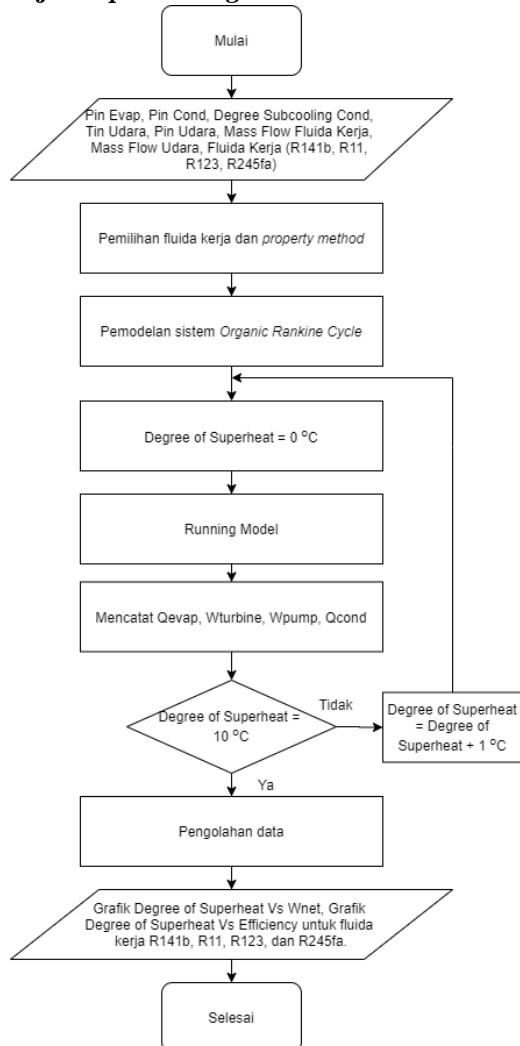 Mulai
Pin Evap, Pin Cond, Degree Subcooling Cond,
Tin Udara, Pin Udara, Mass Flow Fluida Kerja,
Mass Flow Udara, Fluida Kerja (R141b, R11,
R123, R245fa)
Pemilihan fluida kerja dan property method
Pemodelan sistem Organic Rankine Cycle
Degree of Superheat = 0 °C
Running Model
Mencatat Qevap, Wturbine, Wpump, Qcond
Degree of Superheat =
10 °C
Tidak
Degree of Superheat
= Degree of
Superheat + 1 °C
Ya
Pengolahan data
Grafik Degree of Superheat Vs Wnet, Grafik
Degree of Superheat Vs Efficiency untuk fluida
kerja R141b, R11, R123, dan R245fa.
Selesai